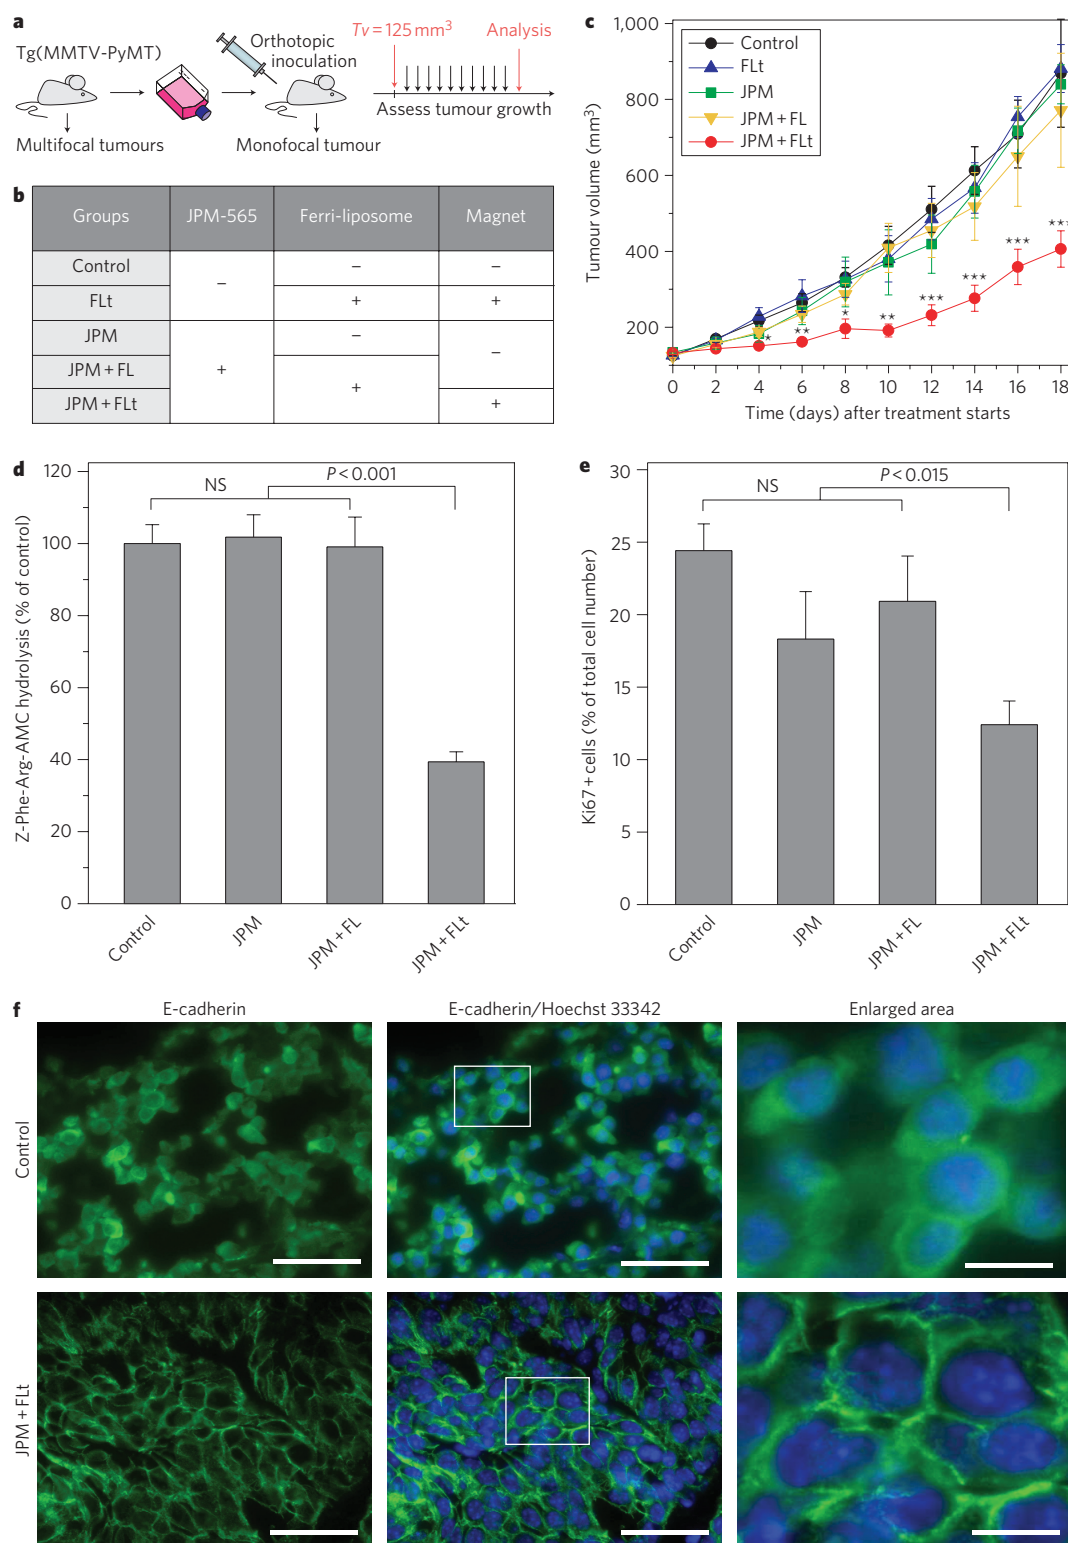 a
Tg(MMTV-PyMT)
Multifocal tumours
Orthotopic
inoculation
Monofocal tumour
Tv = 125 mm³
Analysis
Assess tumour growth
b
Groups JPM-565 Ferri-liposome Magnet
Control – – –
FLt + +
JPM + – –
JPM + FL +
JPM + FLt +
c
Tumour volume (mm³)
1,000
800
600
400
200
Control
FLt
JPM
JPM + FL
JPM + FLt
* ** * ** *** *** *** ***
0 2 4 6 8 10 12 14 16 18
Time (days) after treatment starts
d
Z-Phe-Arg-AMC hydrolysis (% of control)
120
100
80
60
40
20
0
NS
P < 0.001
Control JPM JPM + FL JPM + FLt
e
Ki67 + cells (% of total cell number)
30
25
20
15
10
5
0
NS
P < 0.015
Control JPM JPM + FL JPM + FLt
f
E-cadherin E-cadherin/Hoechst 33342 Enlarged area
Control
JPM + FLt